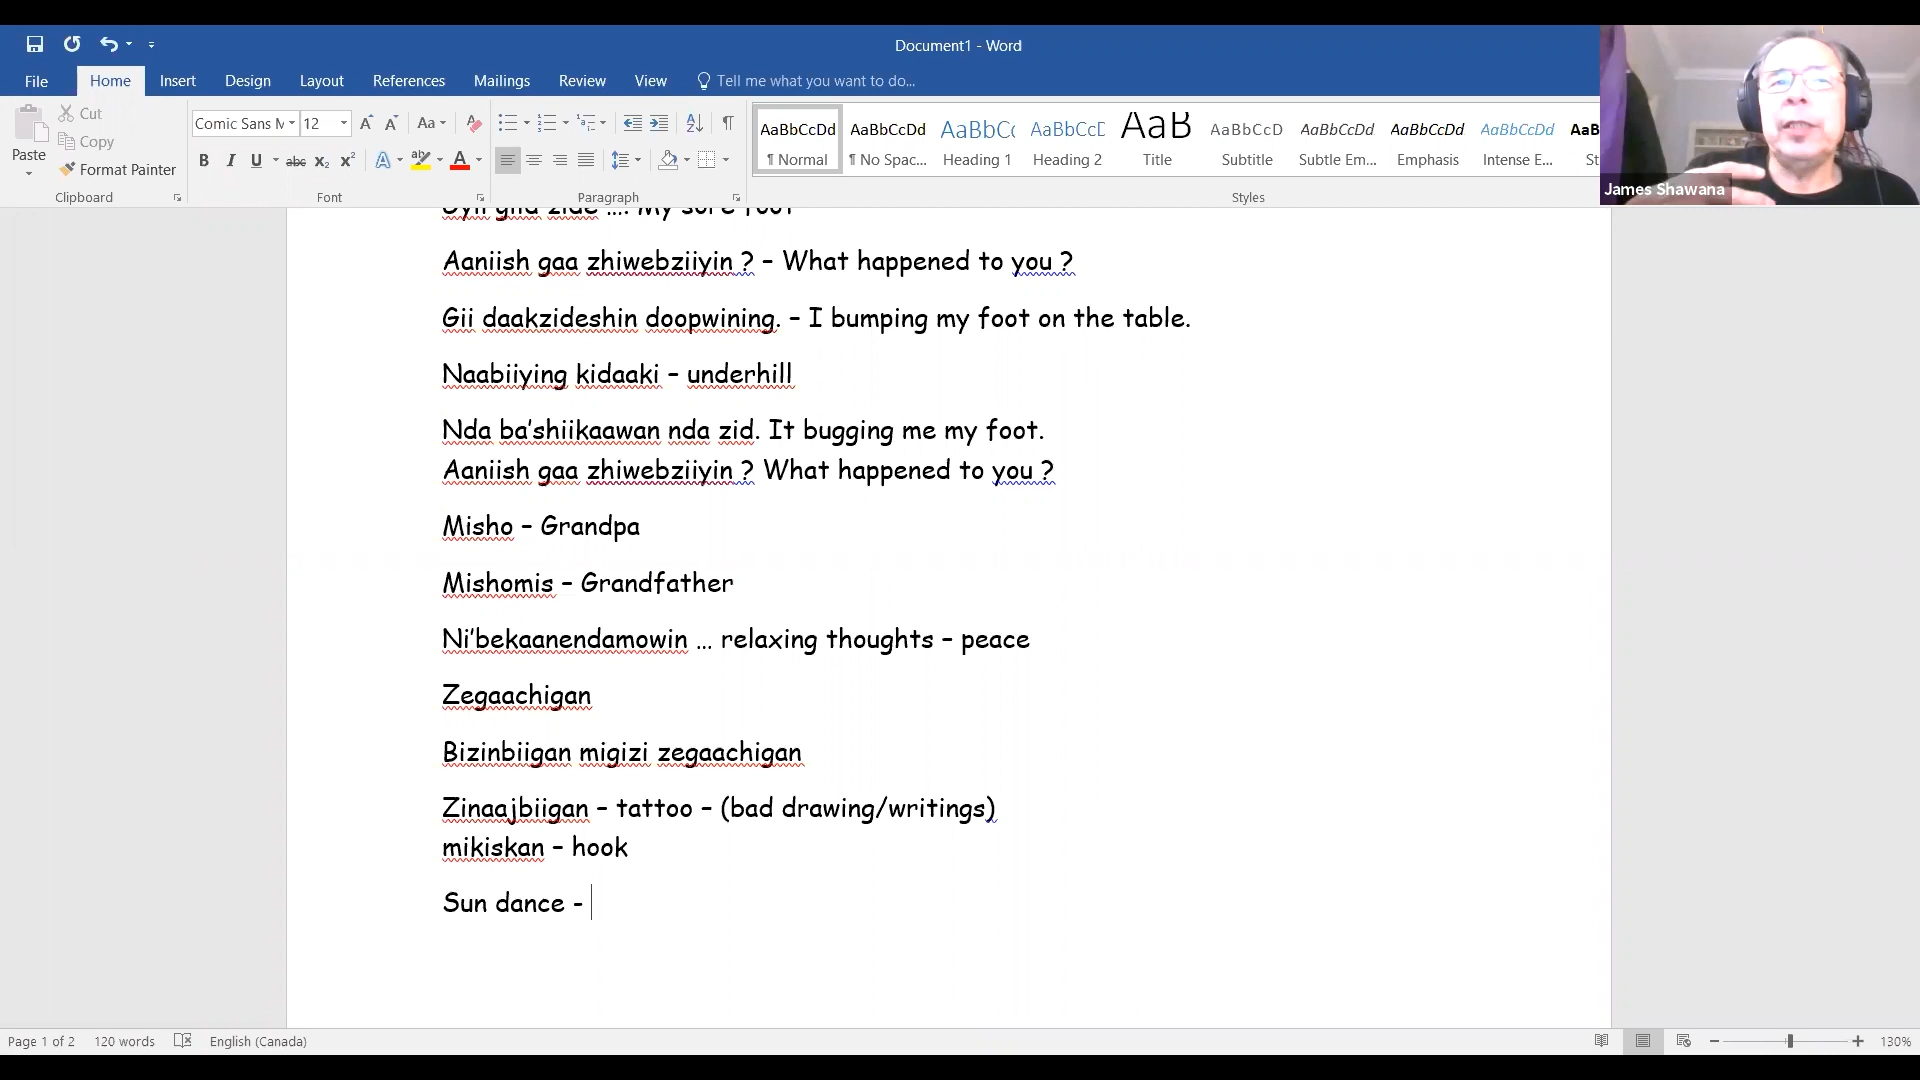 Document1 - Word
File Home Insert Design Layout References Mailings Review View Tell me what you want to do...
Paste
Cut
Copy
Format Painter
Clipboard
Comic Sans M 12
Font
Paragraph
AaBbCcDd AaBbCcDd AaBbCc AaBbCcD AaB AaBbCcD AaBbCcDd AaBbCcDd AaBbCcDd AaBb
¶ Normal ¶ No Spac... Heading 1 Heading 2 Title Subtitle Subtle Em... Emphasis Intense E... St
Styles
James Shawana
zide .... My sore foot
Aaniish gaa zhiwebziiyin ? – What happened to you ?
Gii daakzideshin doopwining. – I bumping my foot on the table.
Naabiiying kidaaki – underhill
Nda ba’shiikaawan nda zid. It bugging me my foot.
Aaniish gaa zhiwebziiyin ? What happened to you ?
Misho – Grandpa
Mishomis – Grandfather
Ni’bekaanendamowin … relaxing thoughts – peace
Zegaachigan
Bizinbiigan migizi zegaachigan
Zinaajbiigan – tattoo – (bad drawing/writings)
mikiskan – hook
Sun dance -
Page 1 of 2 120 words English (Canada) 130%